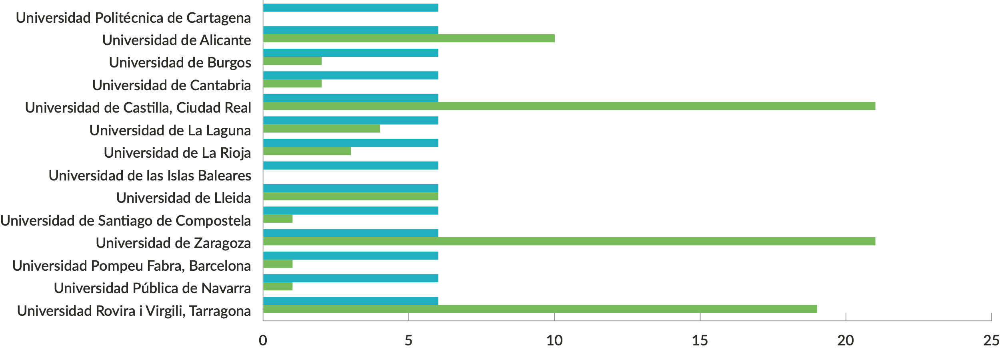 Universidad Politécnica de Cartagena
Universidad de Alicante
Universidad de Burgos
Universidad de Cantabria
Universidad de Castilla, Ciudad Real
Universidad de La Laguna
Universidad de La Rioja
Universidad de las Islas Baleares
Universidad de Lleida
Universidad de Santiago de Compostela
Universidad de Zaragoza
Universidad Pompeu Fabra, Barcelona
Universidad Pública de Navarra
Universidad Rovira i Virgili, Tarragona
0 5 10 15 20 25